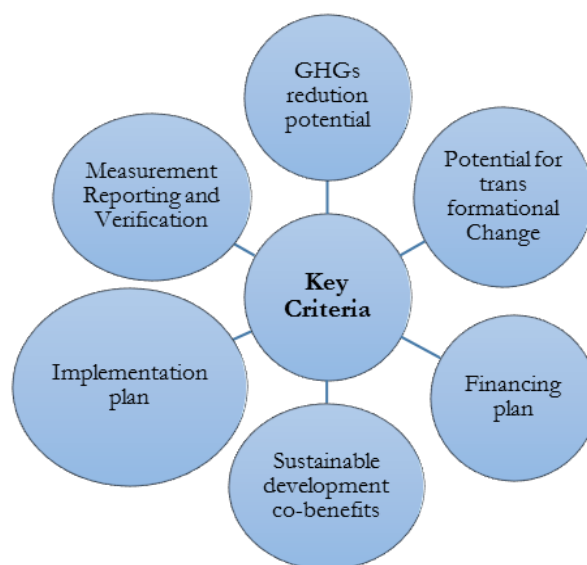 GHGs
redution
potential
Potential for
trans
formational
Change
Financing
plan
Sustainable
development
co-benefits
Implementation
plan
Measurement
Reporting and
Verification
Key
Criteria